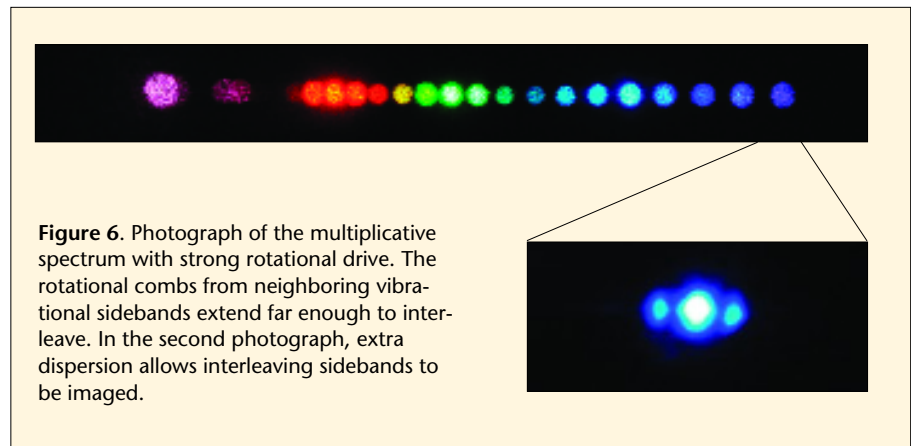 Figure 6. Photograph of the multiplicative
spectrum with strong rotational drive. The
rotational combs from neighboring vibra-
tional sidebands extend far enough to inter-
leave. In the second photograph, extra
dispersion allows interleaving sidebands to
be imaged.